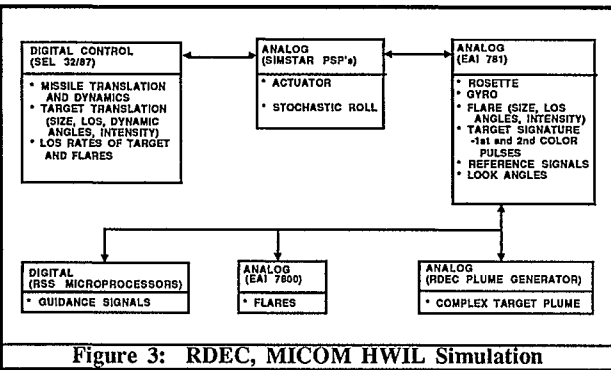 DIGITAL CONTROL
(SEL 32/87)
* MISSILE TRANSLATION
AND DYNAMICS
* TARGET TRANSLATION
(SIZE, LOS, DYNAMIC
ANGLES, INTENSITY)
* LOS RATES OF TARGET
AND FLARES
ANALOG
(SIMSTAR PSP's)
* ACTUATOR
* STOCHASTIC ROLL
ANALOG
(EAI 781)
* ROSETTE
* GYRO
* FLARE (SIZE, LOS
ANGLES, INTENSITY)
* TARGET SIGNATURE
-1st and 2nd COLOR
PULSES
* REFERENCE SIGNALS
* LOOK ANGLES
DIGITAL
(RSS MICROPROCESSORS)
* GUIDANCE SIGNALS
ANALOG
(EAI 7800)
* FLARES
ANALOG
(RDEC PLUME GENERATOR)
* COMPLEX TARGET PLUME
Figure 3: RDEC, MICOM HWIL Simulation